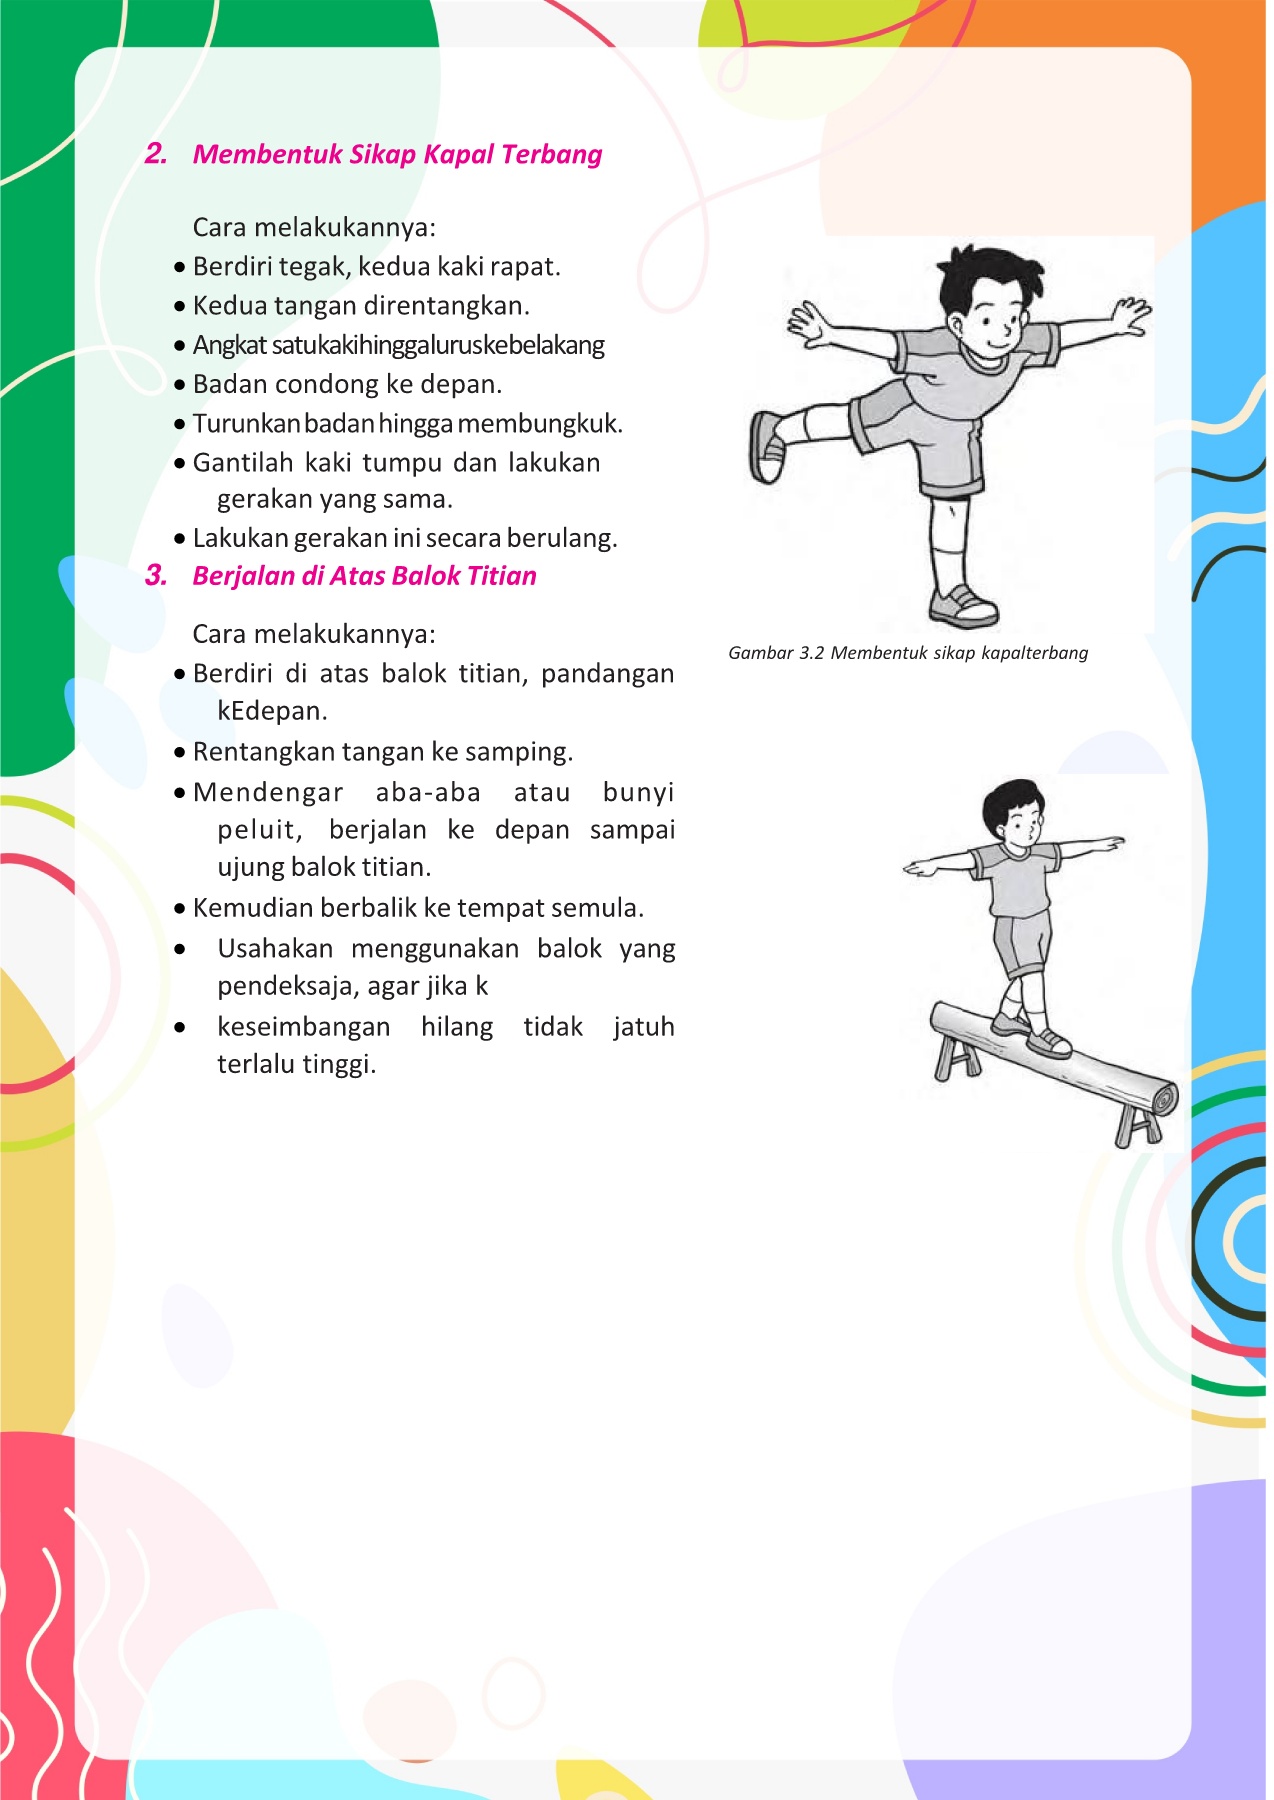 2. Membentuk Sikap Kapal Terbang
Cara melakukannya:
• Berdiri tegak, kedua kaki rapat.
• Kedua tangan direntangkan.
• Angkat satukakihinggaluruskebelakang
• Badan condong ke depan.
• Turunkan badan hingga membungkuk.
• Gantilah kaki tumpu dan lakukan
gerakan yang sama.
• Lakukan gerakan ini secara berulang.
3. Berjalan di Atas Balok Titian
Cara melakukannya:
• Berdiri di atas balok titian, pandangan
kEdepan.
• Rentangkan tangan ke samping.
• Mendengar aba-aba atau bunyi
peluit, berjalan ke depan sampai
ujung balok titian.
• Kemudian berbalik ke tempat semula.
• Usahakan menggunakan balok yang
pendeksaja, agar jika k
• keseimbangan hilang tidak jatuh
terlalu tinggi.
Gambar 3.2 Membentuk sikap kapalterbang